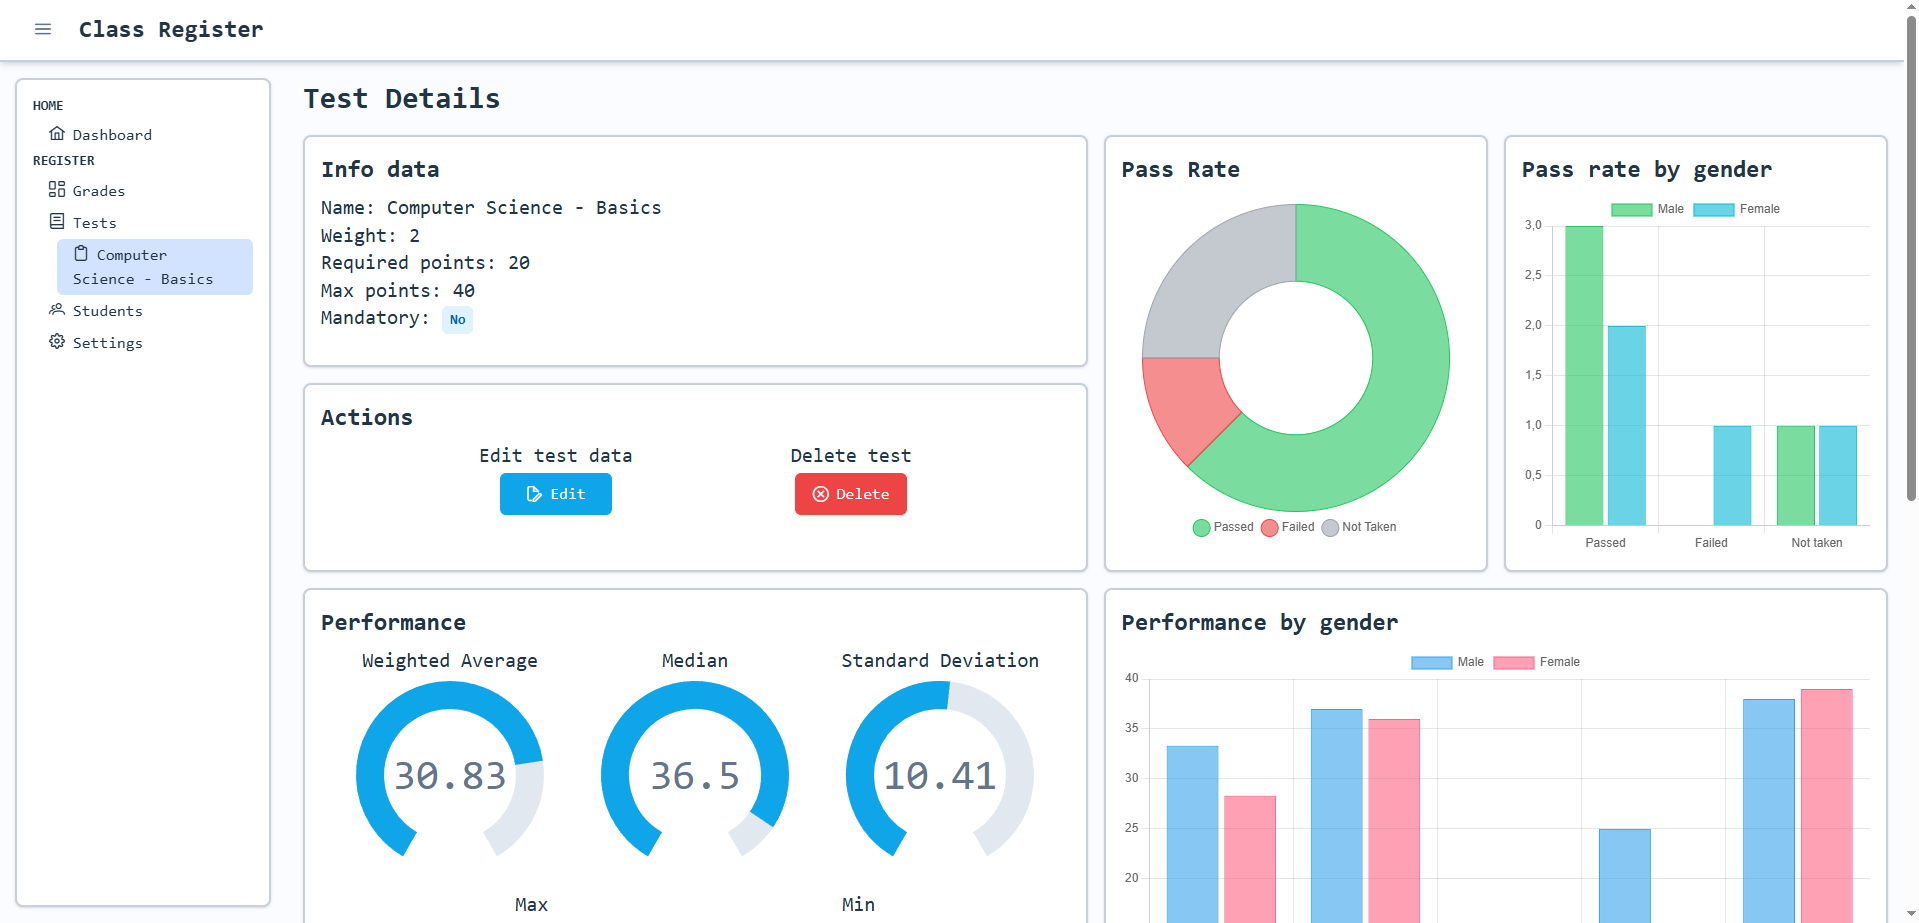 Class Register
HOME
Dashboard
REGISTER
Grades
Tests
Computer
Science - Basics
Students
Settings
Test Details
Info data
Name: Computer Science - Basics
Weight: 2
Required points: 20
Max points: 40
Mandatory: No
Actions
Edit test data
Edit
Delete test
Delete
Pass Rate
Passed Failed Not Taken
Pass rate by gender
Male Female
3,0
2,5
2,0
1,5
1,0
0,5
0
Passed Failed Not taken
Performance
Weighted Average
30.83
Median
36.5
Standard Deviation
10.41
Max
Min
Performance by gender
Male Female
40
35
30
25
20